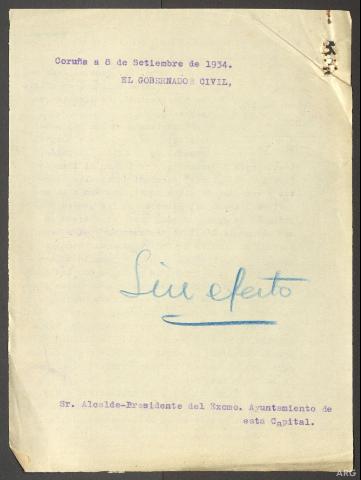 Coruña a 8 de Setiembre de 1934.
EL GOBERNADOR CIVIL,
Sin efecto
Sr. Alcalde-Presidente del Excmo. Ayuntamiento de
esta Capital.
ARG